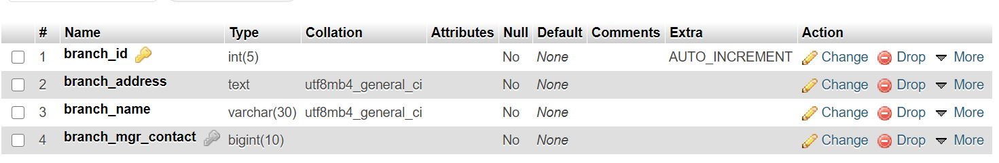 # Name Type Collation Attributes Null Default Comments Extra Action
1 branch_id int(5) No None AUTO_INCREMENT Change Drop More
2 branch_address text utf8mb4_general_ci No None Change Drop More
3 branch_name varchar(30) utf8mb4_general_ci No None Change Drop More
4 branch_mgr_contact bigint(10) No None Change Drop More